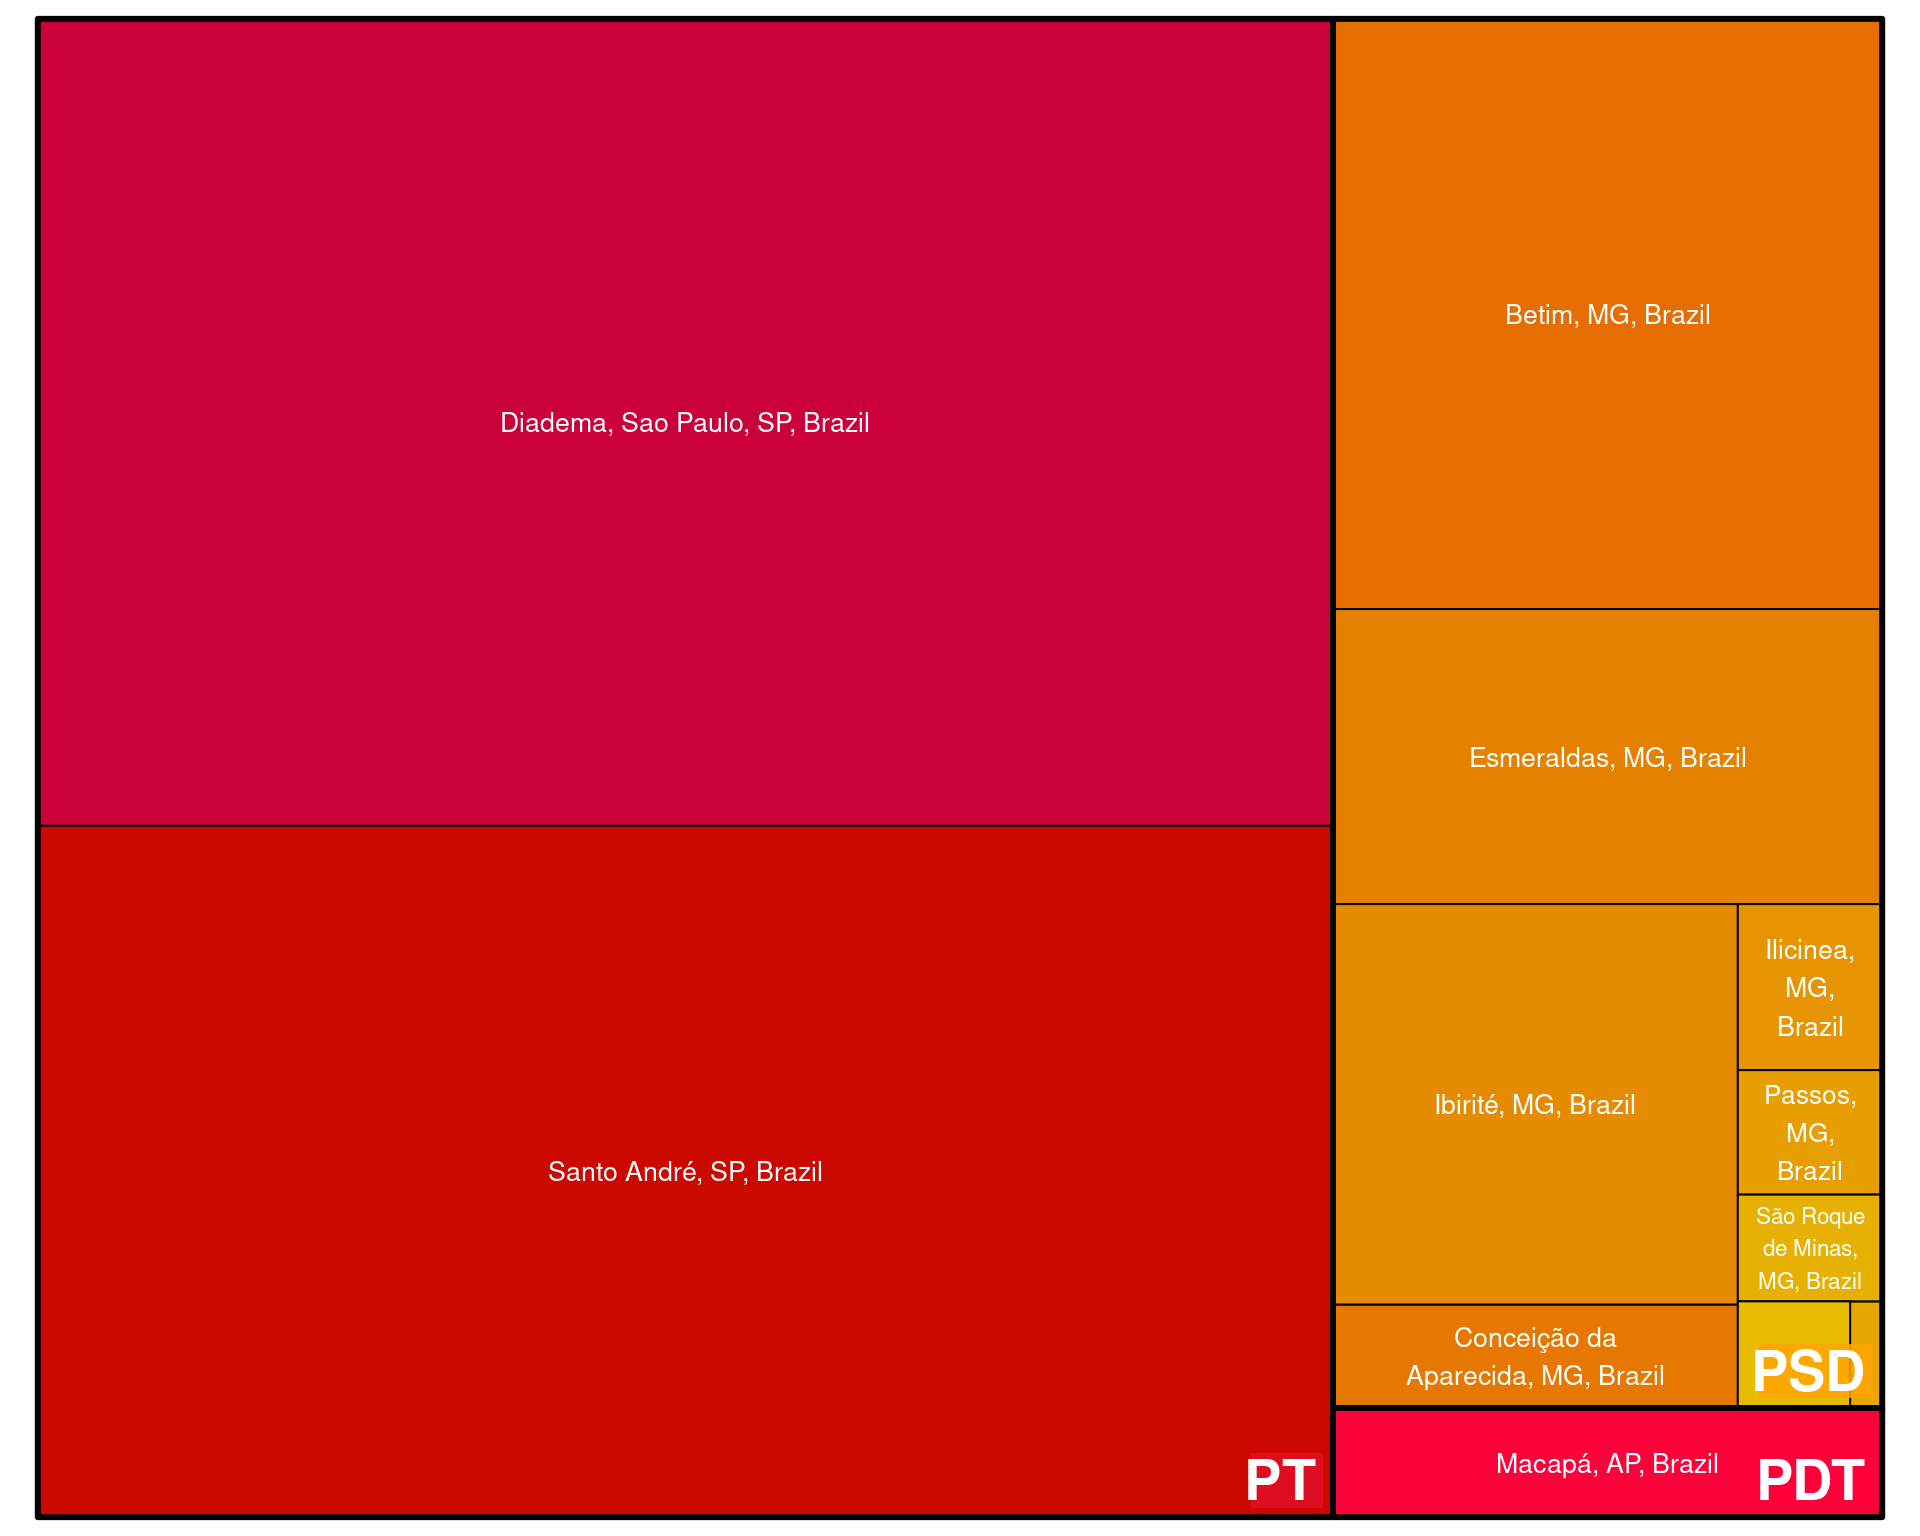 Diadema, Sao Paulo, SP, Brazil
Santo André, SP, Brazil
PT
Betim, MG, Brazil
Esmeraldas, MG, Brazil
Ibirité, MG, Brazil
Ilicinea,
MG,
Brazil
Passos,
MG,
Brazil
São Roque
de Minas,
MG, Brazil
Conceição da
Aparecida, MG, Brazil
PSD
Macapá, AP, Brazil
PDT